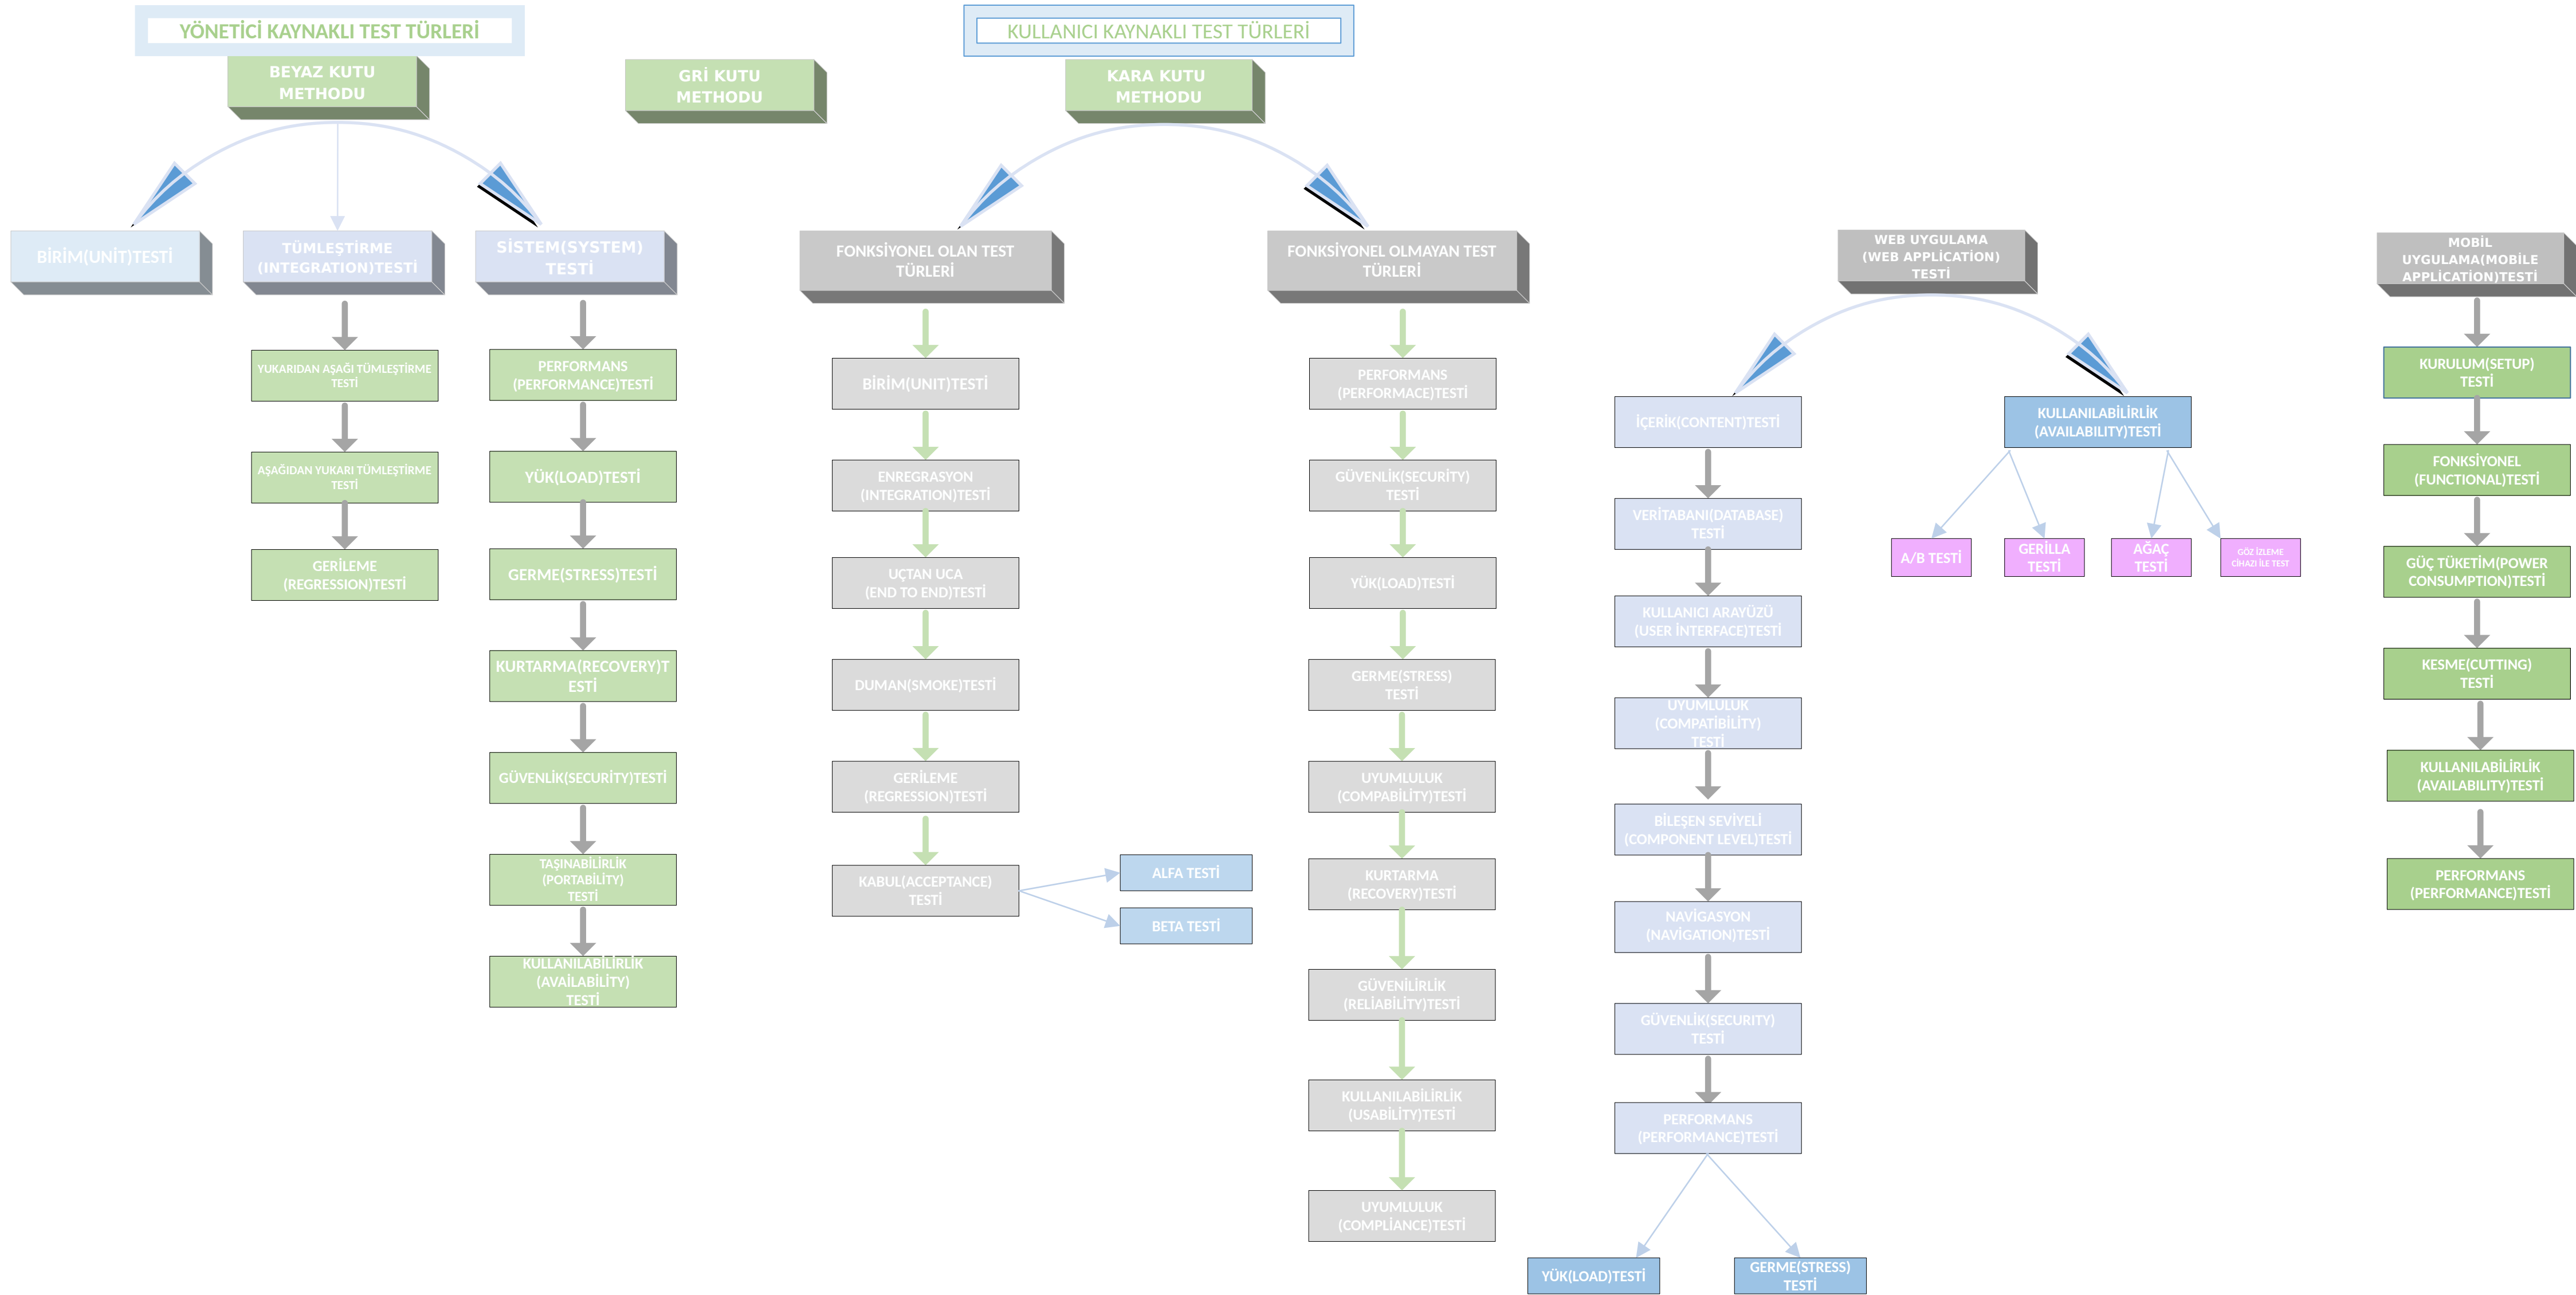 YÖNETİCİ KAYNAKLI TEST TÜRLERİ
KULLANICI KAYNAKLI TEST TÜRLERİ
BEYAZ KUTU
METHODU
GRİ KUTU
METHODU
KARA KUTU
METHODU
BİRİM(UNİT)TESTİ
TÜMLEŞTİRME
(INTEGRATION)TESTİ
SİSTEM(SYSTEM)
TESTİ
FONKSİYONEL OLAN TEST
TÜRLERİ
FONKSİYONEL OLMAYAN TEST
TÜRLERİ
WEB UYGULAMA
(WEB APPLİCATİON)
TESTİ
MOBİL
UYGULAMA(MOBİLE
APPLİCATİON)TESTİ
YUKARIDAN AŞAĞI TÜMLEŞTİRME
TESTİ
AŞAĞIDAN YUKARI TÜMLEŞTİRME
TESTİ
GERİLEME
(REGRESSION)TESTİ
PERFORMANS
(PERFORMANCE)TESTİ
YÜK(LOAD)TESTİ
GERME(STRESS)TESTİ
KURTARMA(RECOVERY)T
ESTİ
GÜVENLİK(SECURİTY)TESTİ
TAŞINABİLİRLİK
(PORTABİLITY)
TESTİ
KULLANILABİLİRLİK
(AVAİLABİLİTY)
TESTİ
BİRİM(UNIT)TESTİ
ENREGRASYON
(INTEGRATION)TESTİ
UÇTAN UCA
(END TO END)TESTİ
DUMAN(SMOKE)TESTİ
GERİLEME
(REGRESSION)TESTİ
KABUL(ACCEPTANCE)
TESTİ
ALFA TESTİ
BETA TESTİ
PERFORMANS
(PERFORMACE)TESTİ
GÜVENLİK(SECURİTY)
TESTİ
YÜK(LOAD)TESTİ
GERME(STRESS)
TESTİ
UYUMLULUK
(COMPABİLİTY)TESTİ
KURTARMA
(RECOVERY)TESTİ
GÜVENİLİRLİK
(RELİABİLİTY)TESTİ
KULLANILABİLİRLİK
(USABİLİTY)TESTİ
UYUMLULUK
(COMPLİANCE)TESTİ
İÇERİK(CONTENT)TESTİ
VERİTABANI(DATABASE)
TESTİ
KULLANICI ARAYÜZÜ
(USER İNTERFACE)TESTİ
UYUMLULUK
(COMPATİBİLİTY)
TESTİ
BİLEŞEN SEVİYELİ
(COMPONENT LEVEL)TESTİ
NAVİGASYON
(NAVİGATION)TESTİ
GÜVENLİK(SECURITY)
TESTİ
PERFORMANS
(PERFORMANCE)TESTİ
YÜK(LOAD)TESTİ
GERME(STRESS)
TESTİ
KULLANILABİLİRLİK
(AVAILABILITY)TESTİ
A/B TESTİ
GERİLLA
TESTİ
AĞAÇ
TESTİ
GÖZ İZLEME
CİHAZI İLE TEST
KURULUM(SETUP)
TESTİ
FONKSİYONEL
(FUNCTIONAL)TESTİ
GÜÇ TÜKETİM(POWER
CONSUMPTION)TESTİ
KESME(CUTTING)
TESTİ
KULLANILABİLİRLİK
(AVAILABILITY)TESTİ
PERFORMANS
(PERFORMANCE)TESTİ